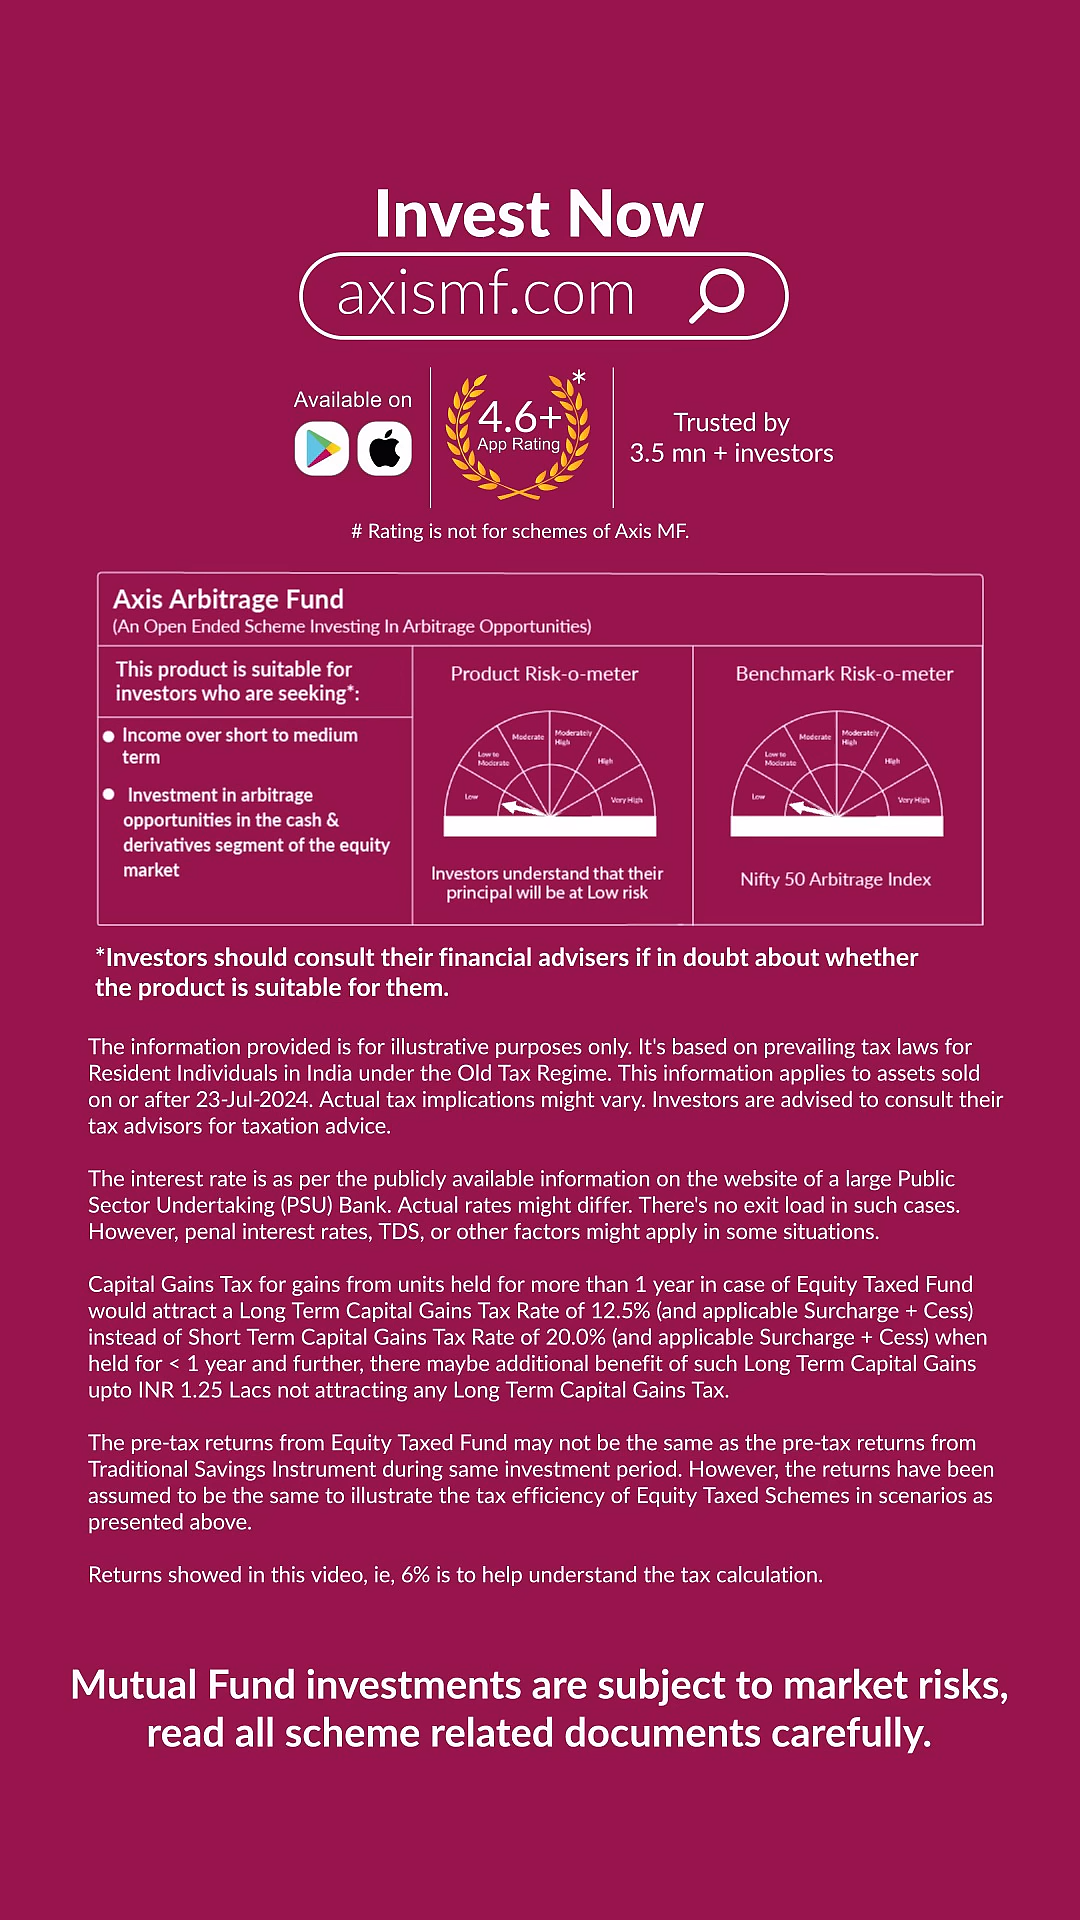 Invest Now
axismf.com
Available on
4.6+
*
App Rating
Trusted by
3.5 mn + investors
# Rating is not for schemes of Axis MF.
Axis Arbitrage Fund
(An Open Ended Scheme Investing In Arbitrage Opportunities)
This product is suitable for
investors who are seeking*:
Income over short to medium
term
Investment in arbitrage
opportunities in the cash &
derivatives segment of the equity
market
Product Risk-o-meter
Low
Low to
Moderate
Moderate
Moderately
High
High
Very High
Investors understand that their
principal will be at Low risk
Benchmark Risk-o-meter
Low
Low to
Moderate
Moderate
Moderately
High
High
Very High
Nifty 50 Arbitrage Index
*Investors should consult their financial advisers if in doubt about whether
the product is suitable for them.
The information provided is for illustrative purposes only. It's based on prevailing tax laws for
Resident Individuals in India under the Old Tax Regime. This information applies to assets sold
on or after 23-Jul-2024. Actual tax implications might vary. Investors are advised to consult their
tax advisors for taxation advice.
The interest rate is as per the publicly available information on the website of a large Public
Sector Undertaking (PSU) Bank. Actual rates might differ. There's no exit load in such cases.
However, penal interest rates, TDS, or other factors might apply in some situations.
Capital Gains Tax for gains from units held for more than 1 year in case of Equity Taxed Fund
would attract a Long Term Capital Gains Tax Rate of 12.5% (and applicable Surcharge + Cess)
instead of Short Term Capital Gains Tax Rate of 20.0% (and applicable Surcharge + Cess) when
held for < 1 year and further, there maybe additional benefit of such Long Term Capital Gains
upto INR 1.25 Lacs not attracting any Long Term Capital Gains Tax.
The pre-tax returns from Equity Taxed Fund may not be the same as the pre-tax returns from
Traditional Savings Instrument during same investment period. However, the returns have been
assumed to be the same to illustrate the tax efficiency of Equity Taxed Schemes in scenarios as
presented above.
Returns showed in this video, ie, 6% is to help understand the tax calculation.
Mutual Fund investments are subject to market risks,
read all scheme related documents carefully.